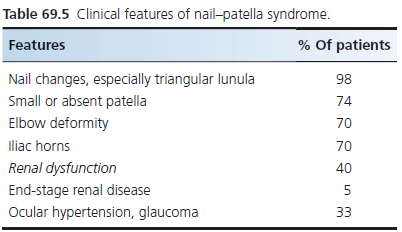 Table 69.5 Clinical features of nail–patella syndrome.
Features % Of patients
Nail changes, especially triangular lunula 98
Small or absent patella 74
Elbow deformity 70
Iliac horns 70
Renal dysfunction 40
End-stage renal disease 5
Ocular hypertension, glaucoma 33